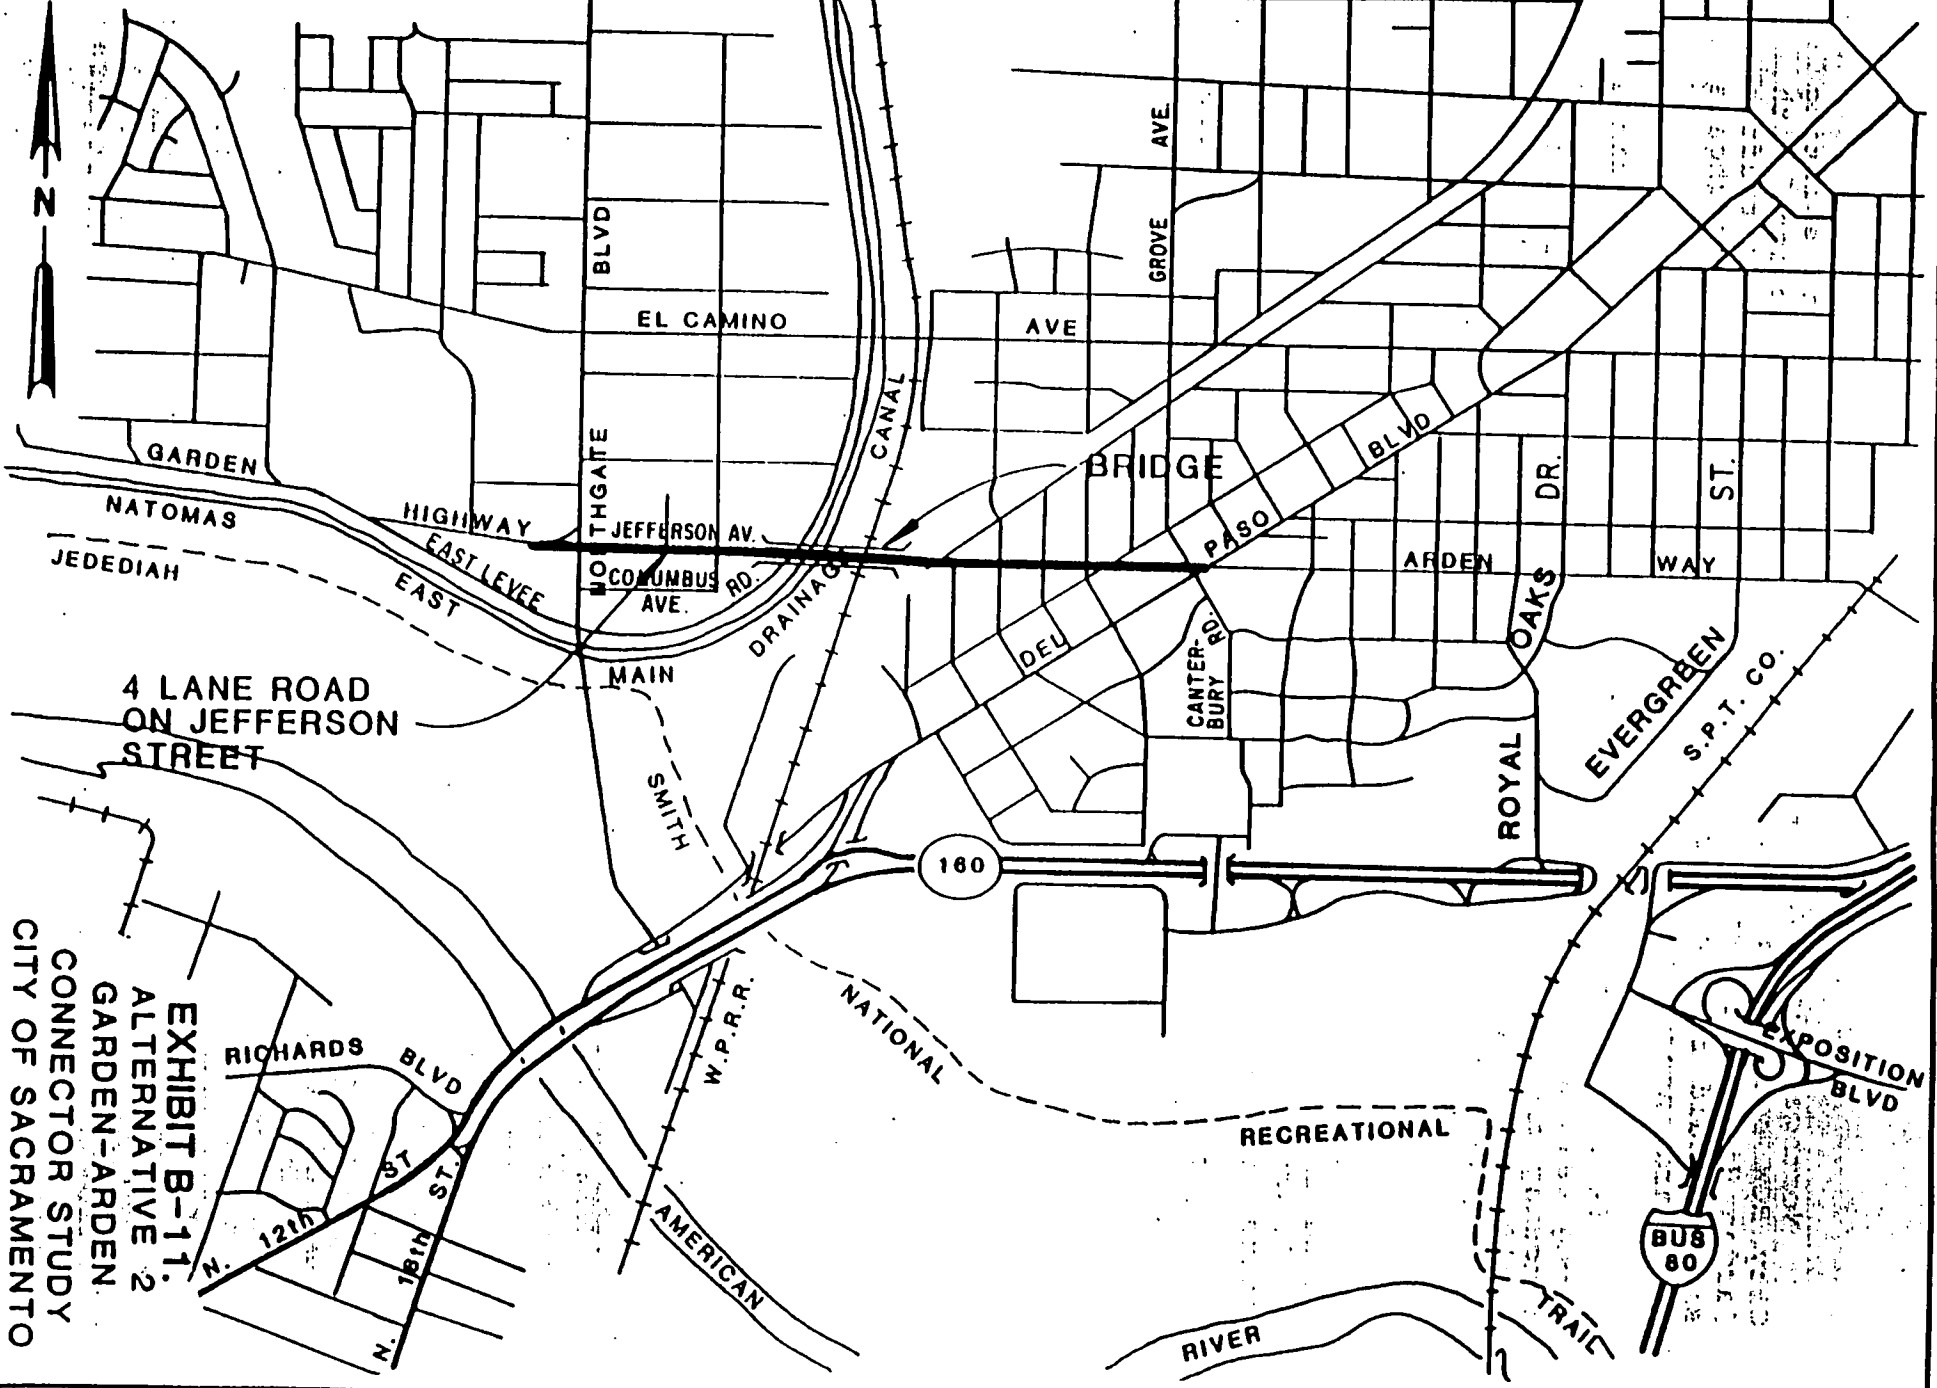 N
BLVD
GROVE AVE.
EL CAMINO AVE
CANAL
GARDEN
HIGHWAY
NATOMAS
EAST LEVEE RD.
JEDEDIAH
EAST
NORTHGATE
JEFFERSON AV.
COLUMBUS
AVE.
MAIN
DRAINAGE
BRIDGE
DEL PASO BLVD
ARDEN WAY
CANTER-
BURY RD.
ROYAL OAKS DR.
EVERGREEN ST.
S.P.T. CO.
4 LANE ROAD
ON JEFFERSON
STREET
SMITH
160
NATIONAL
RECREATIONAL
TRAIL
W.P.R.R.
RICHARDS BLVD
N. 12th ST
N. 18th ST.
AMERICAN
RIVER
EXPOSITION
BLVD
BUS
80
EXHIBIT B-11.
ALTERNATIVE 2
GARDEN-ARDEN
CONNECTOR STUDY
CITY OF SACRAMENTO